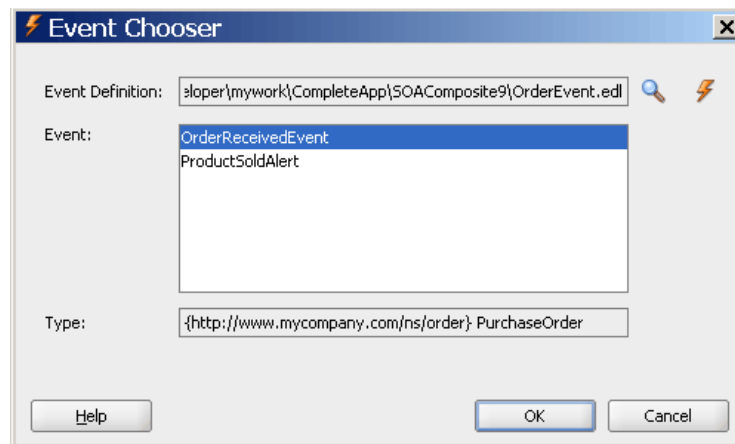 Event Chooser
Event Definition: eloper\mywork\CompleteApp\SOAComposite9\OrderEvent.edl
Event: OrderReceivedEvent
ProductSoldAlert
Type: {http://www.mycompany.com/ns/order} PurchaseOrder
Help OK Cancel